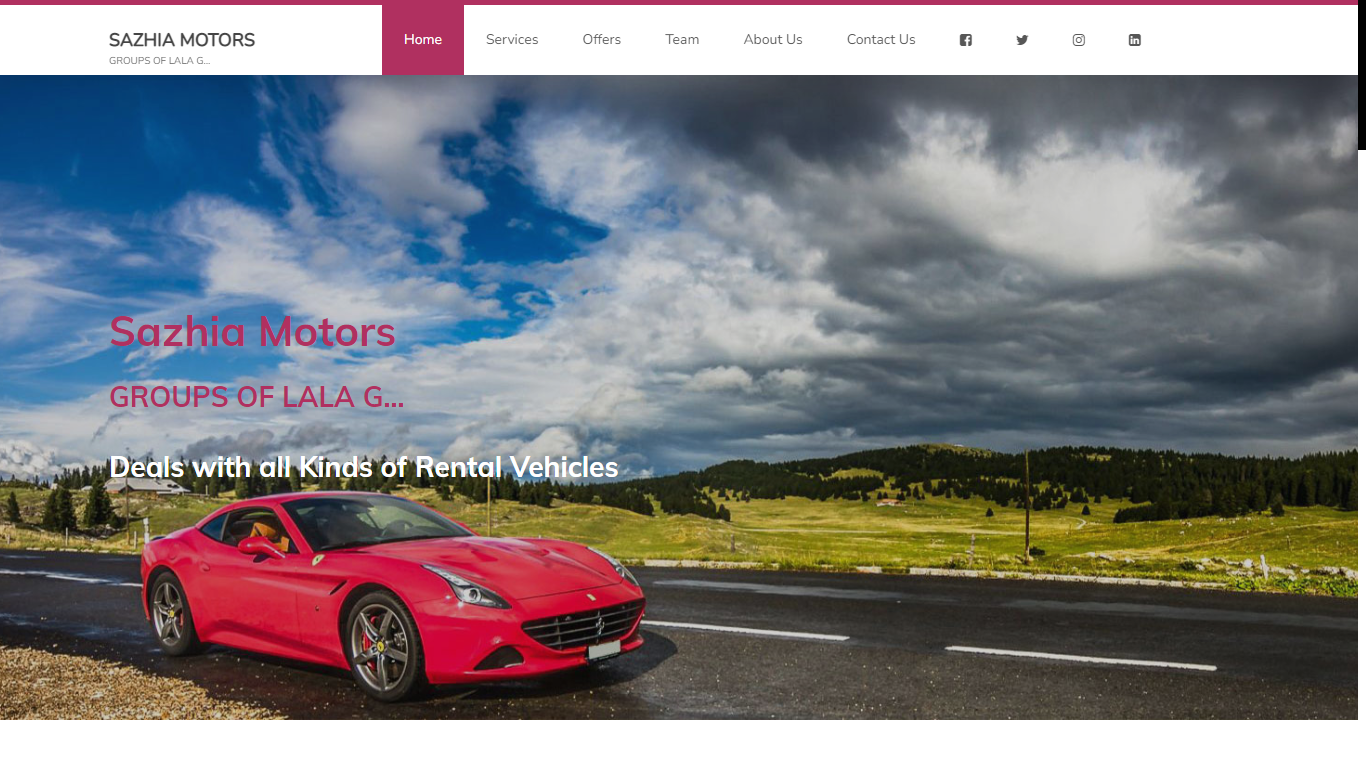 SAZHIA MOTORS
GROUPS OF LALA G...
Home
Services
Offers
Team
About Us
Contact Us
Sazhia Motors
GROUPS OF LALA G...
Deals with all Kinds of Rental Vehicles